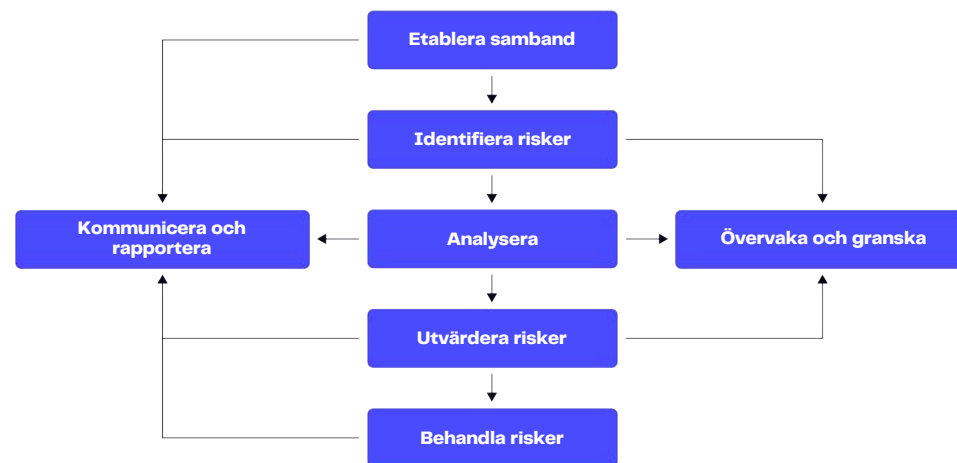 Etablera samband
Identifiera risker
Kommunicera och
rapportera
Analysera
Övervaka och granska
Utvärdera risker
Behandla risker